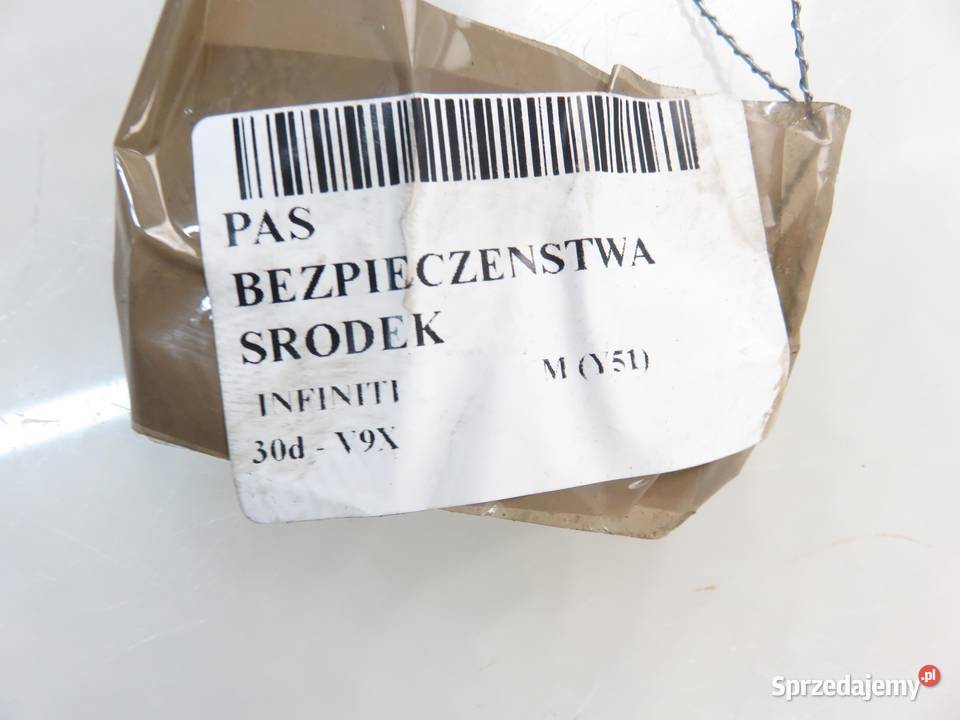 PAS
BEZPIECZENSTWA
SRODEK
INFINITI M (Y51)
30d - V9X
Sprzedajemy.pl